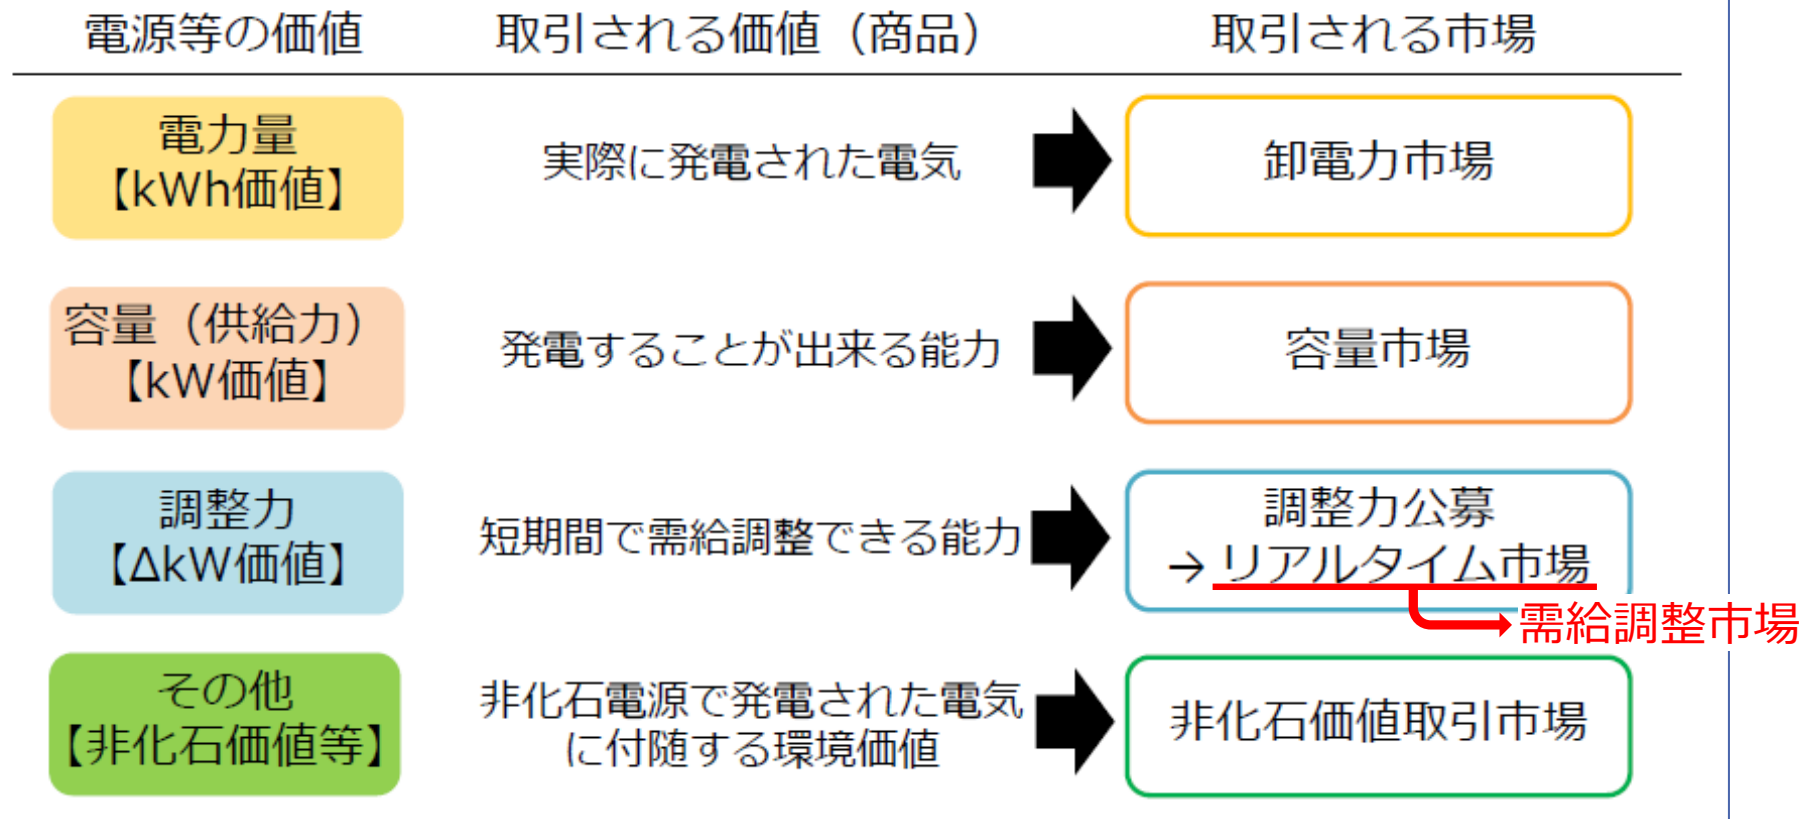 電源等の価値
取引される価値（商品）
取引される市場
電力量
【kWh価値】
実際に発電された電気
卸電力市場
容量（供給力）
【kW価値】
発電することが出来る能力
容量市場
調整力
【ΔkW価値】
短期間で需給調整できる能力
調整力公募
→リアルタイム市場
需給調整市場
その他
【非化石価値等】
非化石電源で発電された電気
に付随する環境価値
非化石価値取引市場